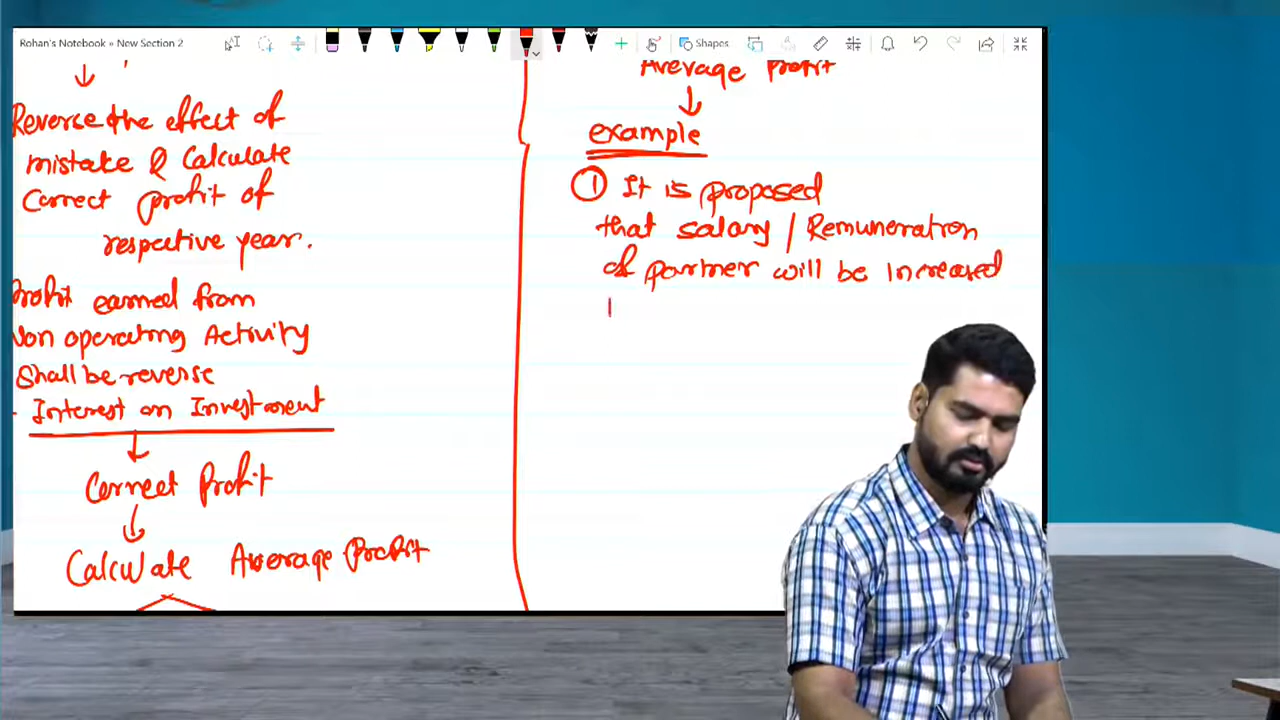 Rohan's Notebook » New Section 2
Shapes
Reverse the effect of
mistake & Calculate
Correct profit of
respective year.
Profit earned from
Non operating Activity
Shall be reverse
- Interest on Investment
Correct Profit
Calculate Average Profit
Average Profit
example
① It is proposed
that salary / Remuneration
of partner will be increased